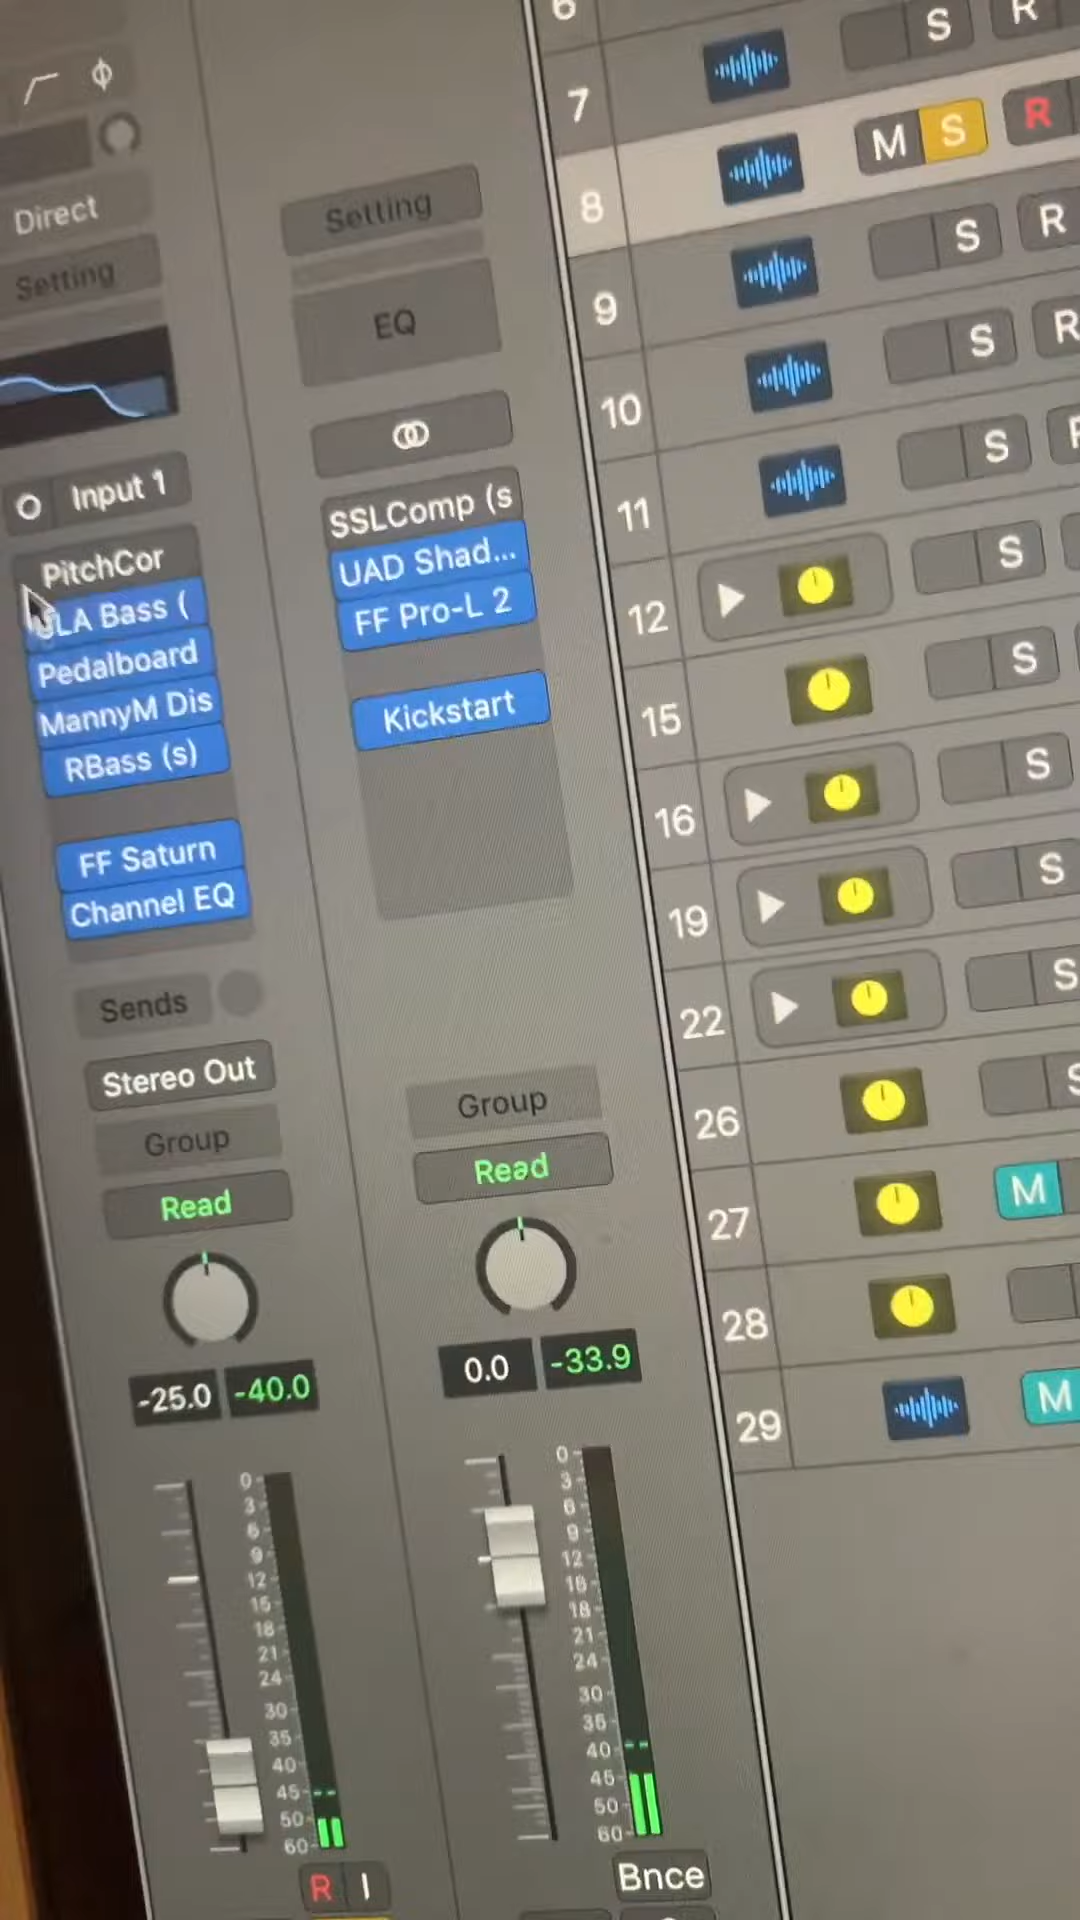 Direct
Setting
Input 1
PitchCor
LA Bass (
Pedalboard
MannyM Dis
RBass (s)
FF Saturn
Channel EQ
Sends
Stereo Out
Group
Read
-25.0 -40.0
0
3
6
9
12
15
18
21
24
30
35
40
45
50
60
R I
Setting
EQ
SSLComp (s
UAD Shad...
FF Pro-L 2
Kickstart
Group
Read
0.0 -33.9
0
3
6
9
12
15
18
21
24
30
35
40
45
50
60
Bnce
6 S R
7
8 M S R
9 S R
10 S R
11 S
12 S
15 S
16 S
19 S
22 S
26 S
27 M
28
29 M